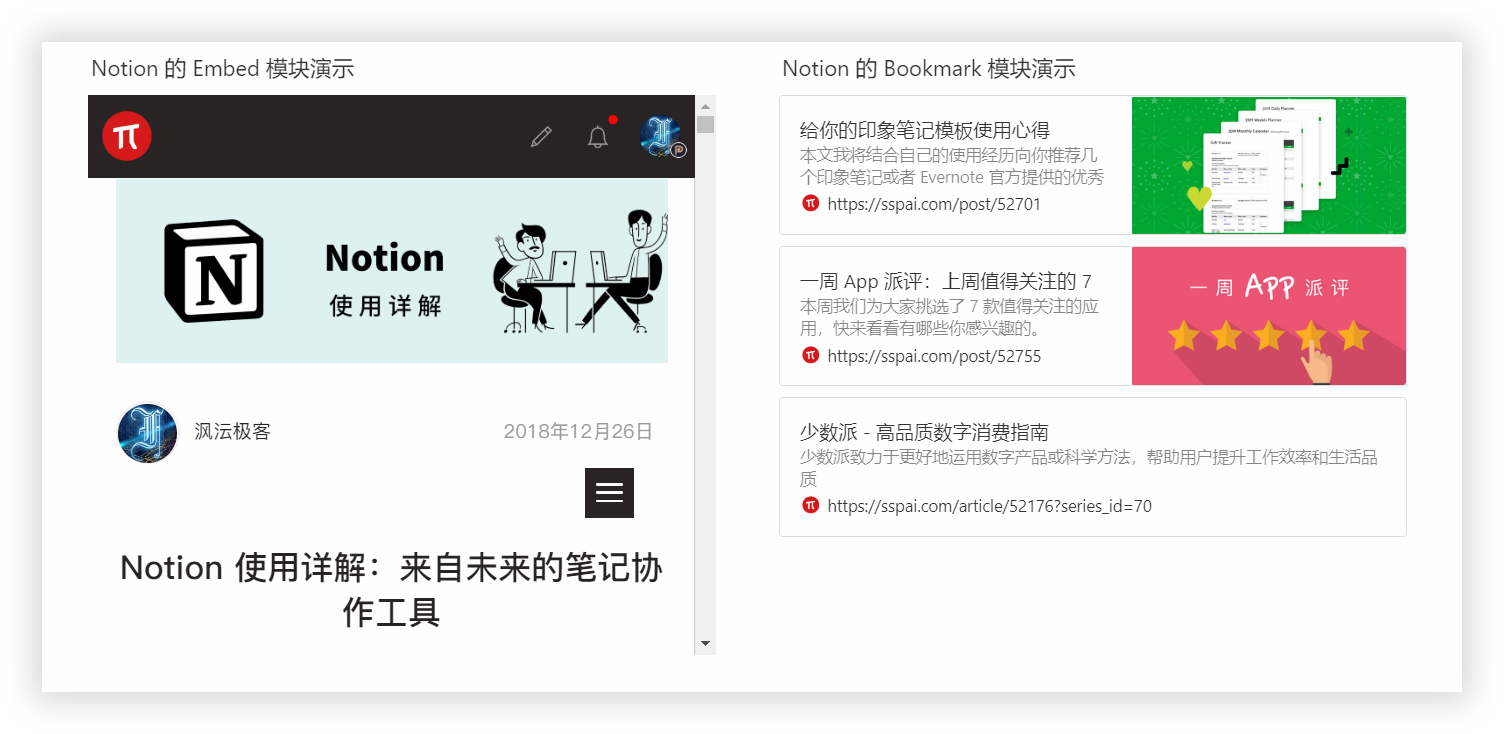 Notion 的 Embed 模块演示
Notion
使用详解
沨沄极客
2018年12月26日
Notion 使用详解：来自未来的笔记协
作工具
Notion 的 Bookmark 模块演示
给你的印象笔记模板使用心得
本文我将结合自己的使用经历向你推荐几
个印象笔记或者 Evernote 官方提供的优秀
https://sspai.com/post/52701
2019 Daily Planner
2019 Weekly Planner
2019 Monthly Calendar
Gift Tracker
一周 App 派评：上周值得关注的 7
本周我们为大家挑选了 7 款值得关注的应
用，快来看看有哪些你感兴趣的。
https://sspai.com/post/52755
一周 APP 派评
少数派 - 高品质数字消费指南
少数派致力于更好地运用数字产品或科学方法，帮助用户提升工作效率和生活品
质
https://sspai.com/article/52176?series_id=70